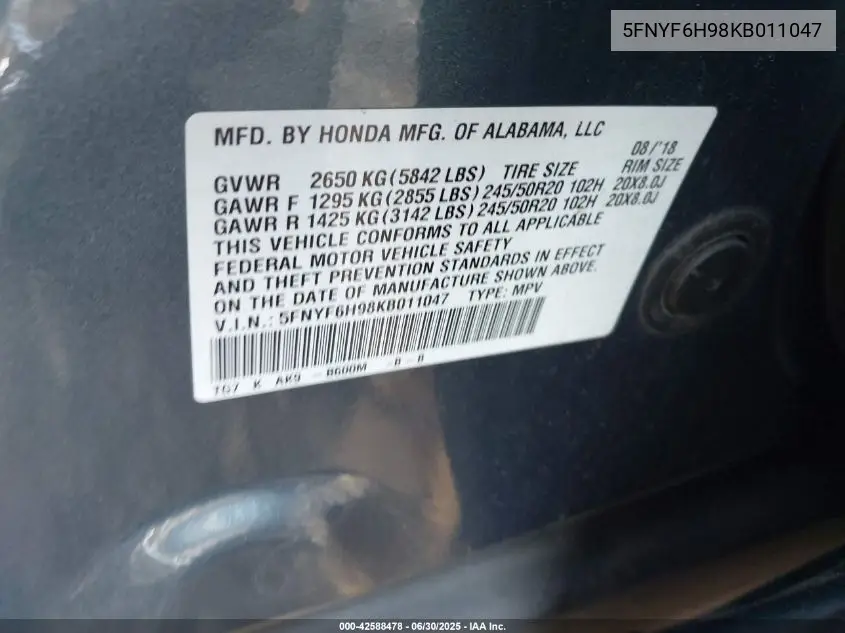 5FNYF6H98KB011047
MFD. BY HONDA MFG. OF ALABAMA, LLC 08/'18
GVWR 2650 KG (5842 LBS) TIRE SIZE RIM SIZE
GAWR F 1295 KG (2855 LBS) 245/50R20 102H 20X8.0J
GAWR R 1425 KG (3142 LBS) 245/50R20 102H 20X8.0J
THIS VEHICLE CONFORMS TO ALL APPLICABLE
FEDERAL MOTOR VEHICLE SAFETY
AND THEFT PREVENTION STANDARDS IN EFFECT
ON THE DATE OF MANUFACTURE SHOWN ABOVE.
V.I.N.: 5FNYF6H98KB011047 TYPE: MPV
TG7 K AK9
000-42588478 - 06/30/2025 - IAA Inc.